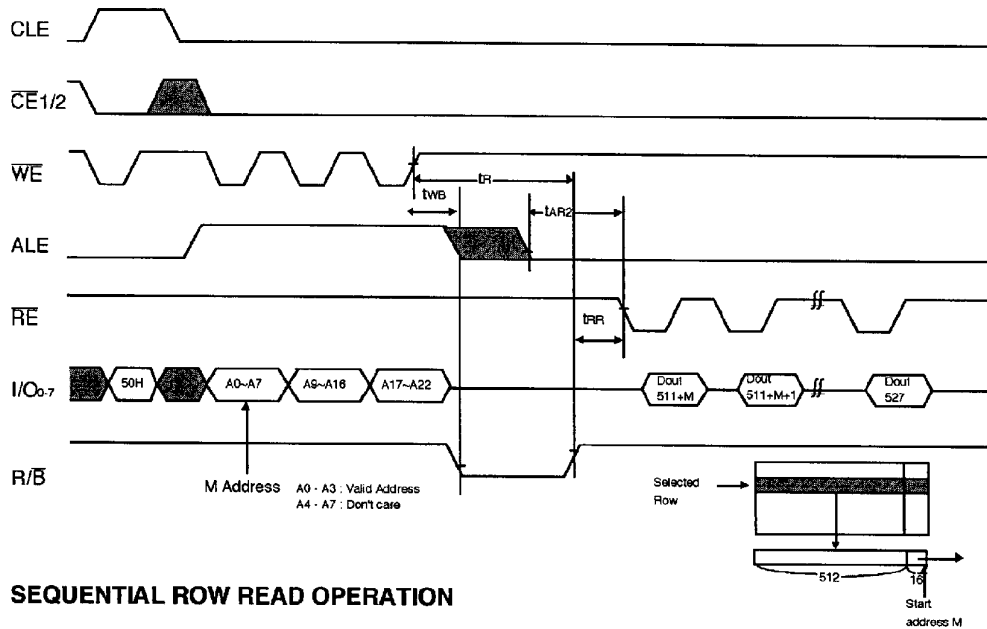 CLE
CE1/2
WE
tR
tWB
tAR2
ALE
RE
tRR
I/O0-7
50H
A0~A7
A9~A16
A17~A22
Dout
511+M
Dout
511+M+1
Dout
527
R/B
M Address
A0 - A3 : Valid Address
A4 - A7 : Don't care
Selected
Row
512
16
Start
address M
SEQUENTIAL ROW READ OPERATION